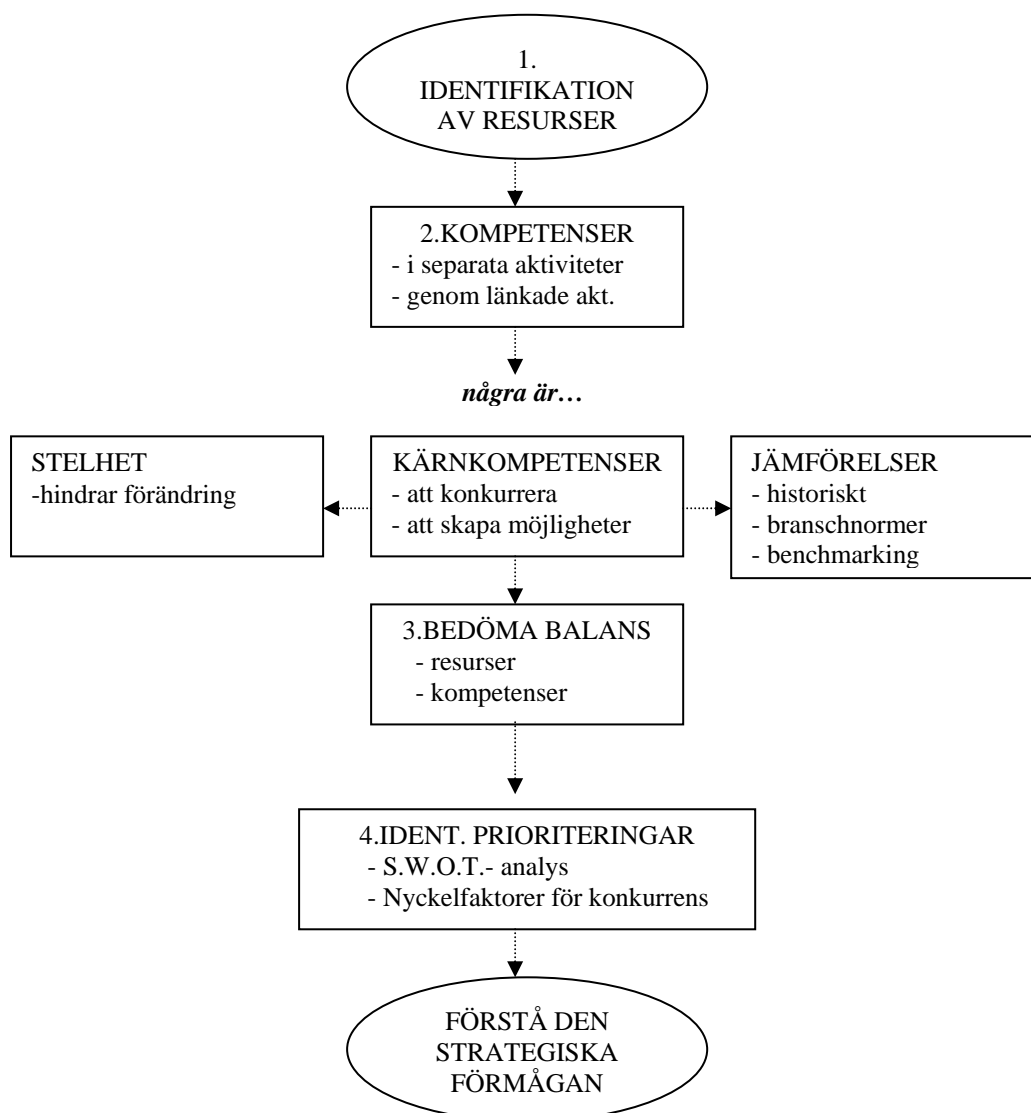 1.
IDENTIFIKATION
AV RESURSER
2.KOMPETENSER
- i separata aktiviteter
- genom länkade akt.
några är…
STELHET
-hindrar förändring
KÄRNKOMPETENSER
- att konkurrera
- att skapa möjligheter
JÄMFÖRELSER
- historiskt
- branschnormer
- benchmarking
3.BEDÖMA BALANS
- resurser
- kompetenser
4.IDENT. PRIORITERINGAR
- S.W.O.T.- analys
- Nyckelfaktorer för konkurrens
FÖRSTÅ DEN
STRATEGISKA
FÖRMÅGAN